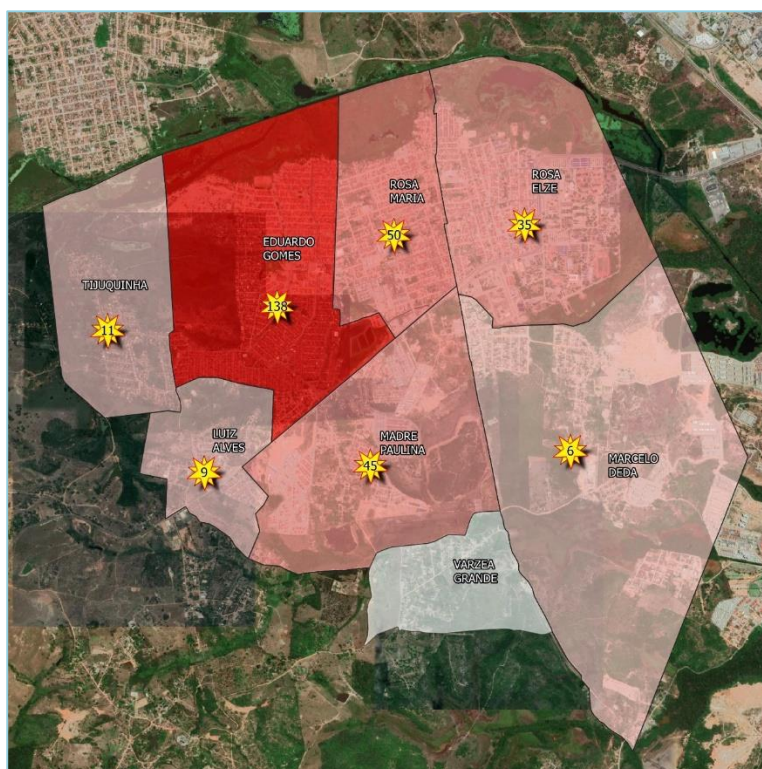 ROSA
MARIA
50
ROSA
ELZE
35
EDUARDO
GOMES
138
TIJUQUINHA
11
LUIZ
ALVES
9
MADRE
PAULINA
45
MARCELO
DEDA
6
VARZEA
GRANDE